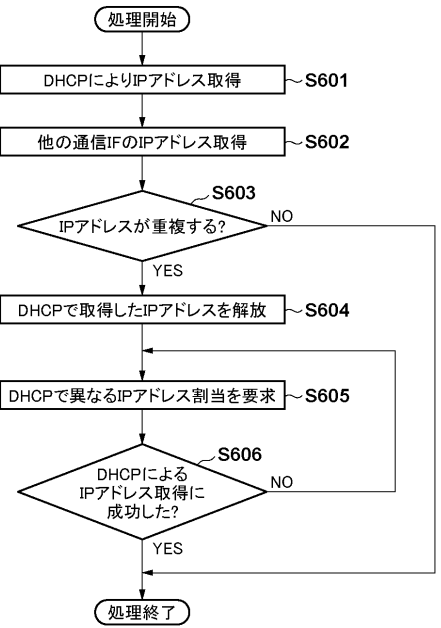 処理開始
DHCPによりIPアドレス取得
S601
他の通信IFのIPアドレス取得
S602
S603
IPアドレスが重複する?
NO
YES
DHCPで取得したIPアドレスを解放
S604
DHCPで異なるIPアドレス割当を要求
S605
S606
DHCPによる
IPアドレス取得に
成功した?
NO
YES
処理終了